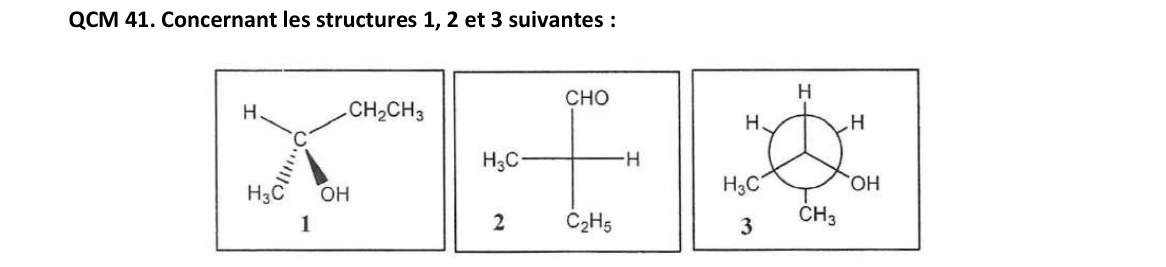 QCM 41. Concernant les structures 1, 2 et 3 suivantes :
H CH₂CH₃
C
H₃C OH
1
CHO
H₃C H
C₂H₅
2
H
H H
H₃C OH
CH₃
3